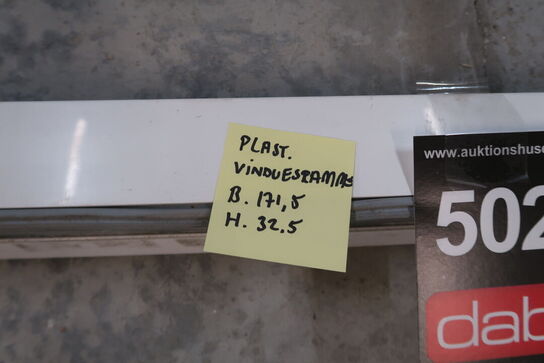 PLAST.
VINDUESRAMME
B. 171,5
H. 32.5
www.auktionshuse
502
dab